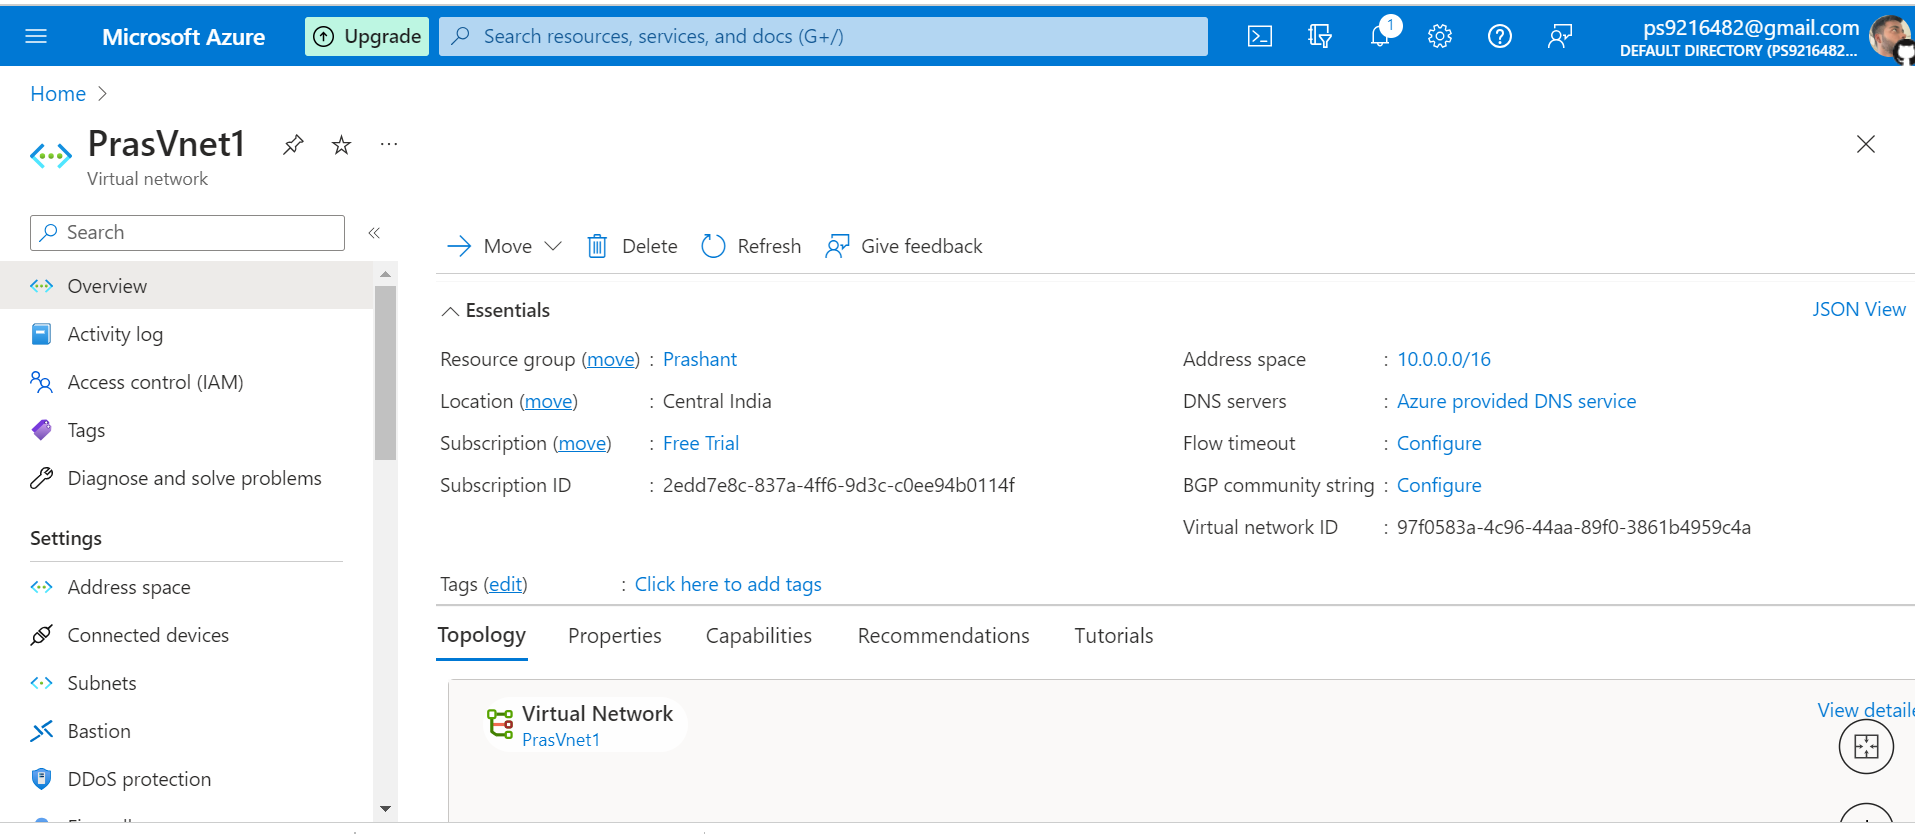 Microsoft Azure
Upgrade
Search resources, services, and docs (G+/)
1
ps9216482@gmail.com
DEFAULT DIRECTORY (PS9216482...
Home
PrasVnet1
...
Virtual network
Search
«
Move
Delete
Refresh
Give feedback
Overview
Activity log
Access control (IAM)
Tags
Diagnose and solve problems
Settings
Address space
Connected devices
Subnets
Bastion
DDoS protection
Essentials
JSON View
Resource group (move) : Prashant
Location (move) : Central India
Subscription (move) : Free Trial
Subscription ID : 2edd7e8c-837a-4ff6-9d3c-c0ee94b0114f
Address space : 10.0.0.0/16
DNS servers : Azure provided DNS service
Flow timeout : Configure
BGP community string : Configure
Virtual network ID : 97f0583a-4c96-44aa-89f0-3861b4959c4a
Tags (edit) : Click here to add tags
Topology Properties Capabilities Recommendations Tutorials
Virtual Network
PrasVnet1
View detaile